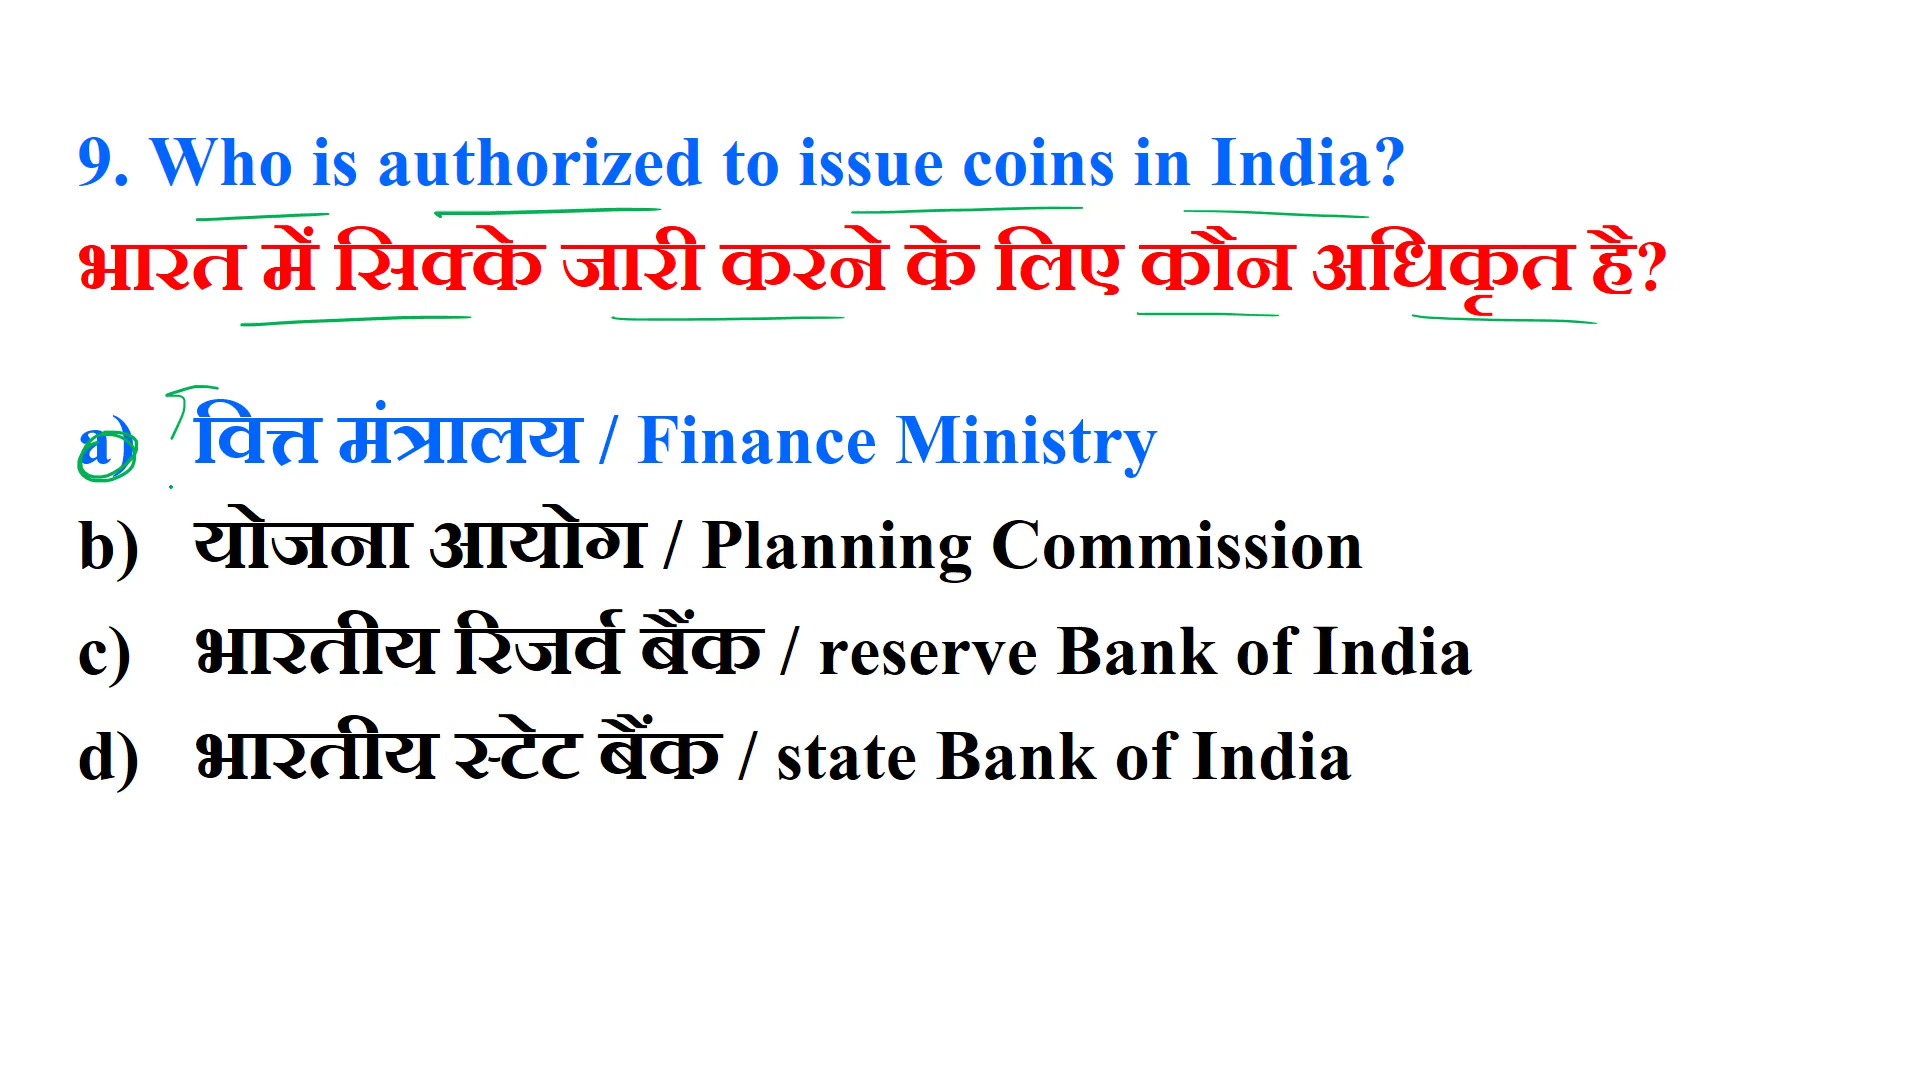 9. Who is authorized to issue coins in India?
भारत में सिक्के जारी करने के लिए कौन अधिकृत है?
a) वित्त मंत्रालय / Finance Ministry
b) योजना आयोग / Planning Commission
c) भारतीय रिजर्व बैंक / reserve Bank of India
d) भारतीय स्टेट बैंक / state Bank of India